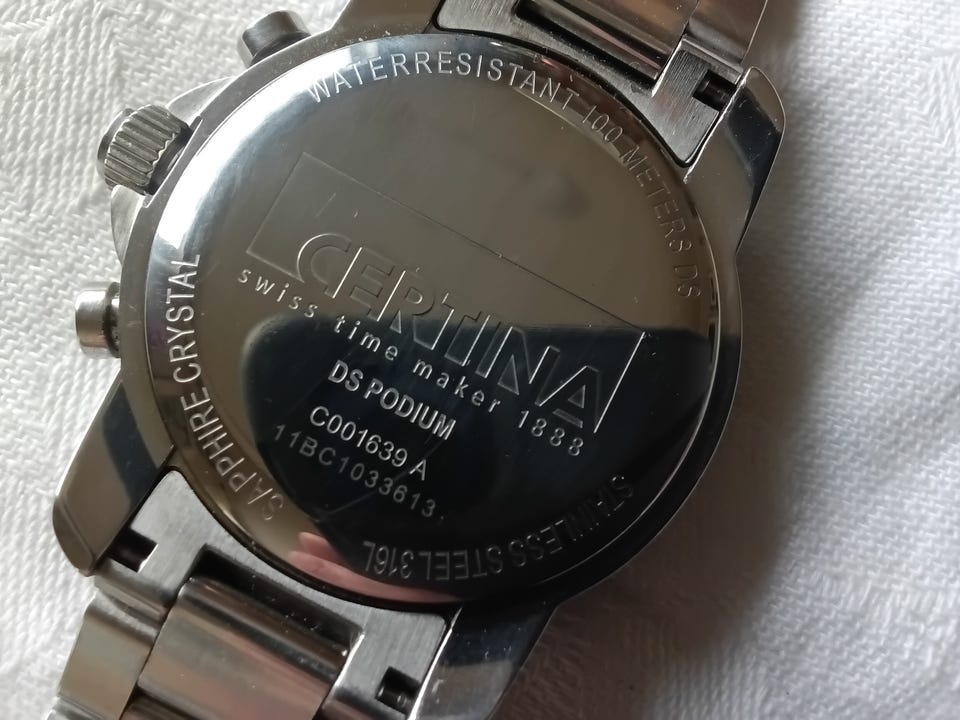 WATERRESISTANT 100 METERS DS
CERTINA
swiss time maker 1888
DS PODIUM
C001639 A
11BC1033613
STAINLESS STEEL 316L
SAPPHIRE CRYSTAL